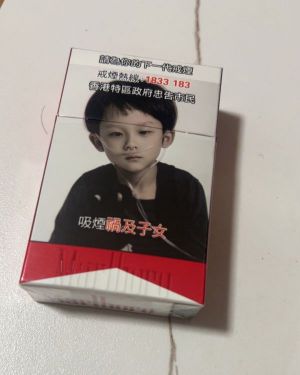 請為你的下一代戒煙
戒煙熱線:1833 183
香港特區政府忠告市民
吸煙禍及子女
Marlboro